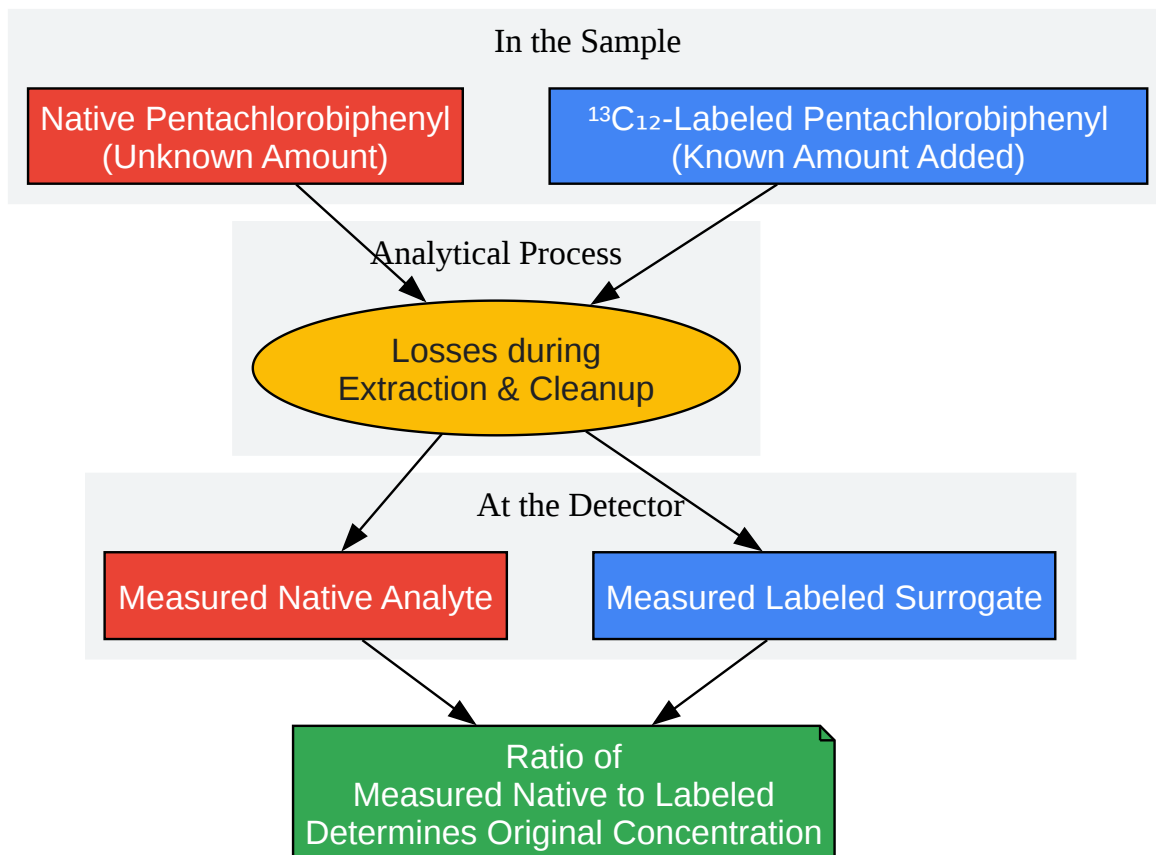 In the Sample
Native Pentachlorobiphenyl
(Unknown Amount)
¹³C₁₂-Labeled Pentachlorobiphenyl
(Known Amount Added)
Analytical Process
Losses during
Extraction & Cleanup
At the Detector
Measured Native Analyte
Measured Labeled Surrogate
Ratio of
Measured Native to Labeled
Determines Original Concentration